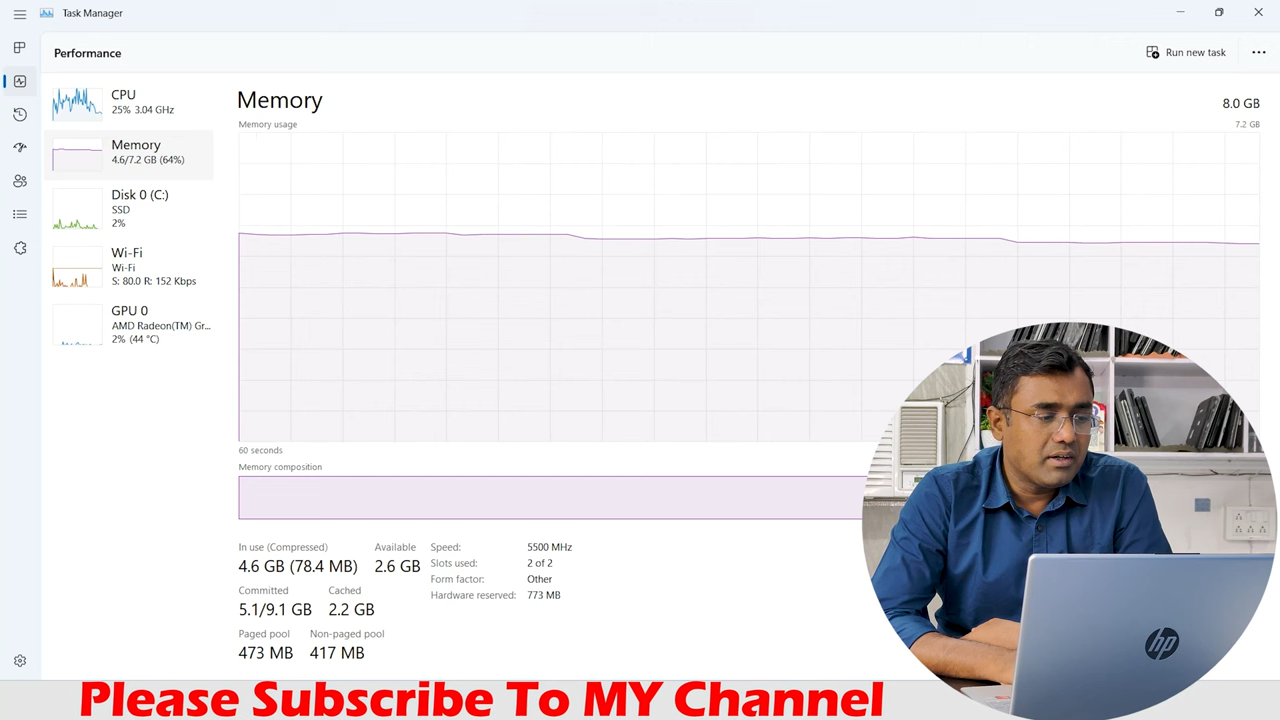 Task Manager
Performance
Run new task
CPU
25% 3.04 GHz
Memory
4.6/7.2 GB (64%)
Disk 0 (C:)
SSD
2%
Wi-Fi
Wi-Fi
S: 80.0 R: 152 Kbps
GPU 0
AMD Radeon(TM) Gr...
2% (44 °C)
Memory
8.0 GB
Memory usage
7.2 GB
60 seconds
Memory composition
In use (Compressed)
4.6 GB (78.4 MB)
Available
2.6 GB
Committed
5.1/9.1 GB
Cached
2.2 GB
Paged pool
473 MB
Non-paged pool
417 MB
Speed: 5500 MHz
Slots used: 2 of 2
Form factor: Other
Hardware reserved: 773 MB
hp
Please Subscribe To MY Channel